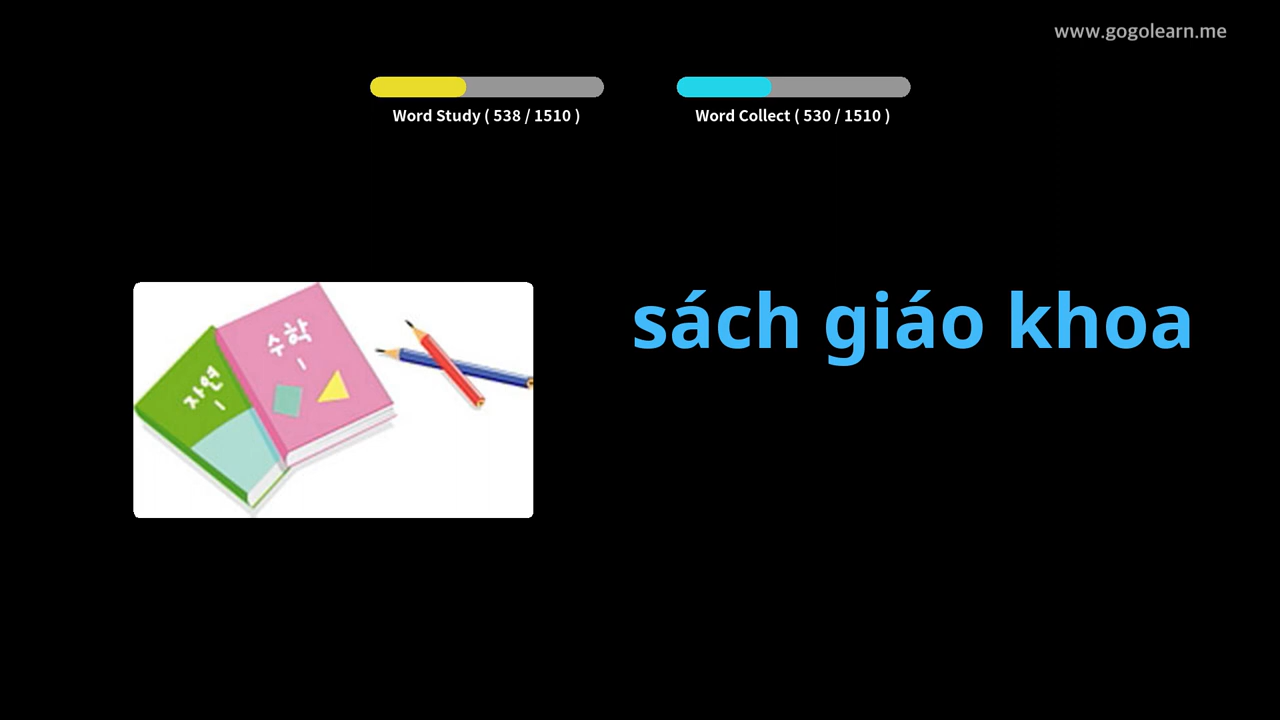 www.gogolearn.me
Word Study ( 538 / 1510 )
Word Collect ( 530 / 1510 )
sách giáo khoa
수학
1
자연
1